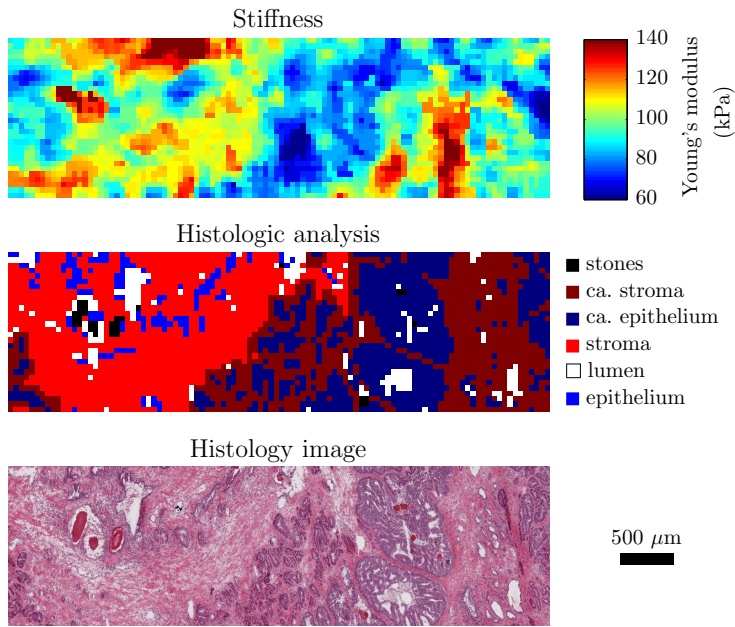 Stiffness
140
120
100
80
60
Young's modulus
(kPa)
Histologic analysis
stones
ca. stroma
ca. epithelium
stroma
lumen
epithelium
Histology image
500 μm